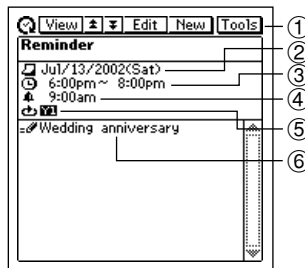 View Edit New Tools ①
Reminder ②
Jul/13/2002(Sat) ③
6:00pm~ 8:00pm
9:00am ④
Y1 ⑤
Wedding anniversary
⑥